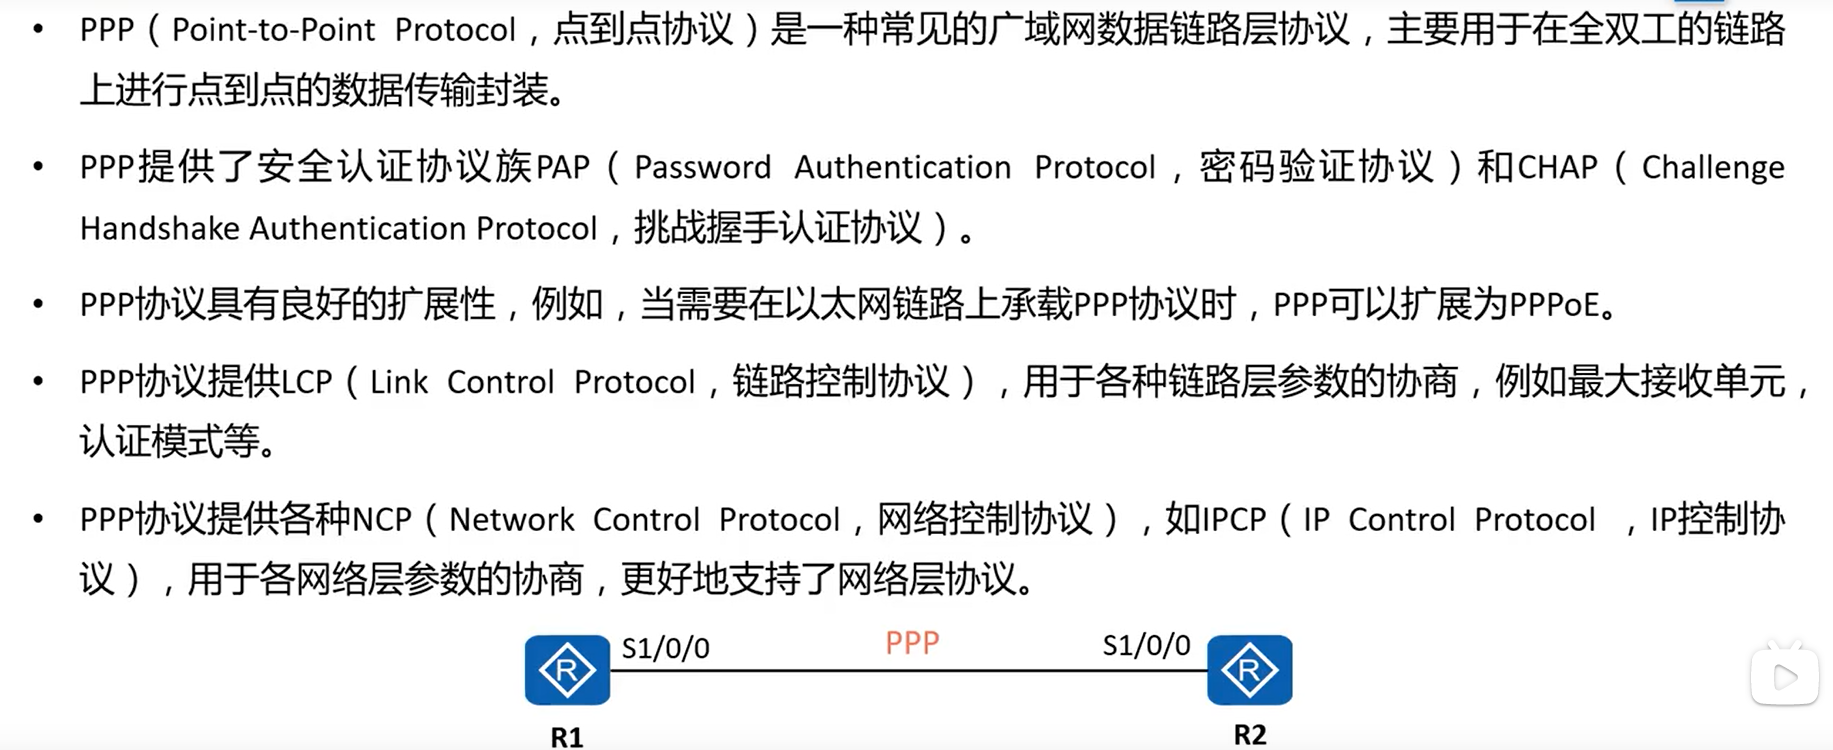 • PPP（Point-to-Point Protocol，点到点协议）是一种常见的广域网数据链路层协议，主要用于在全双工的链路
上进行点到点的数据传输封装。
• PPP提供了安全认证协议族PAP（Password Authentication Protocol，密码验证协议）和CHAP（Challenge
Handshake Authentication Protocol，挑战握手认证协议）。
• PPP协议具有良好的扩展性，例如，当需要在以太网链路上承载PPP协议时，PPP可以扩展为PPPoE。
• PPP协议提供LCP（Link Control Protocol，链路控制协议），用于各种链路层参数的协商，例如最大接收单元，
认证模式等。
• PPP协议提供各种NCP（Network Control Protocol，网络控制协议），如IPCP（IP Control Protocol ，IP控制协
议），用于各网络层参数的协商，更好地支持了网络层协议。
S1/0/0 PPP S1/0/0
R R
R1 R2